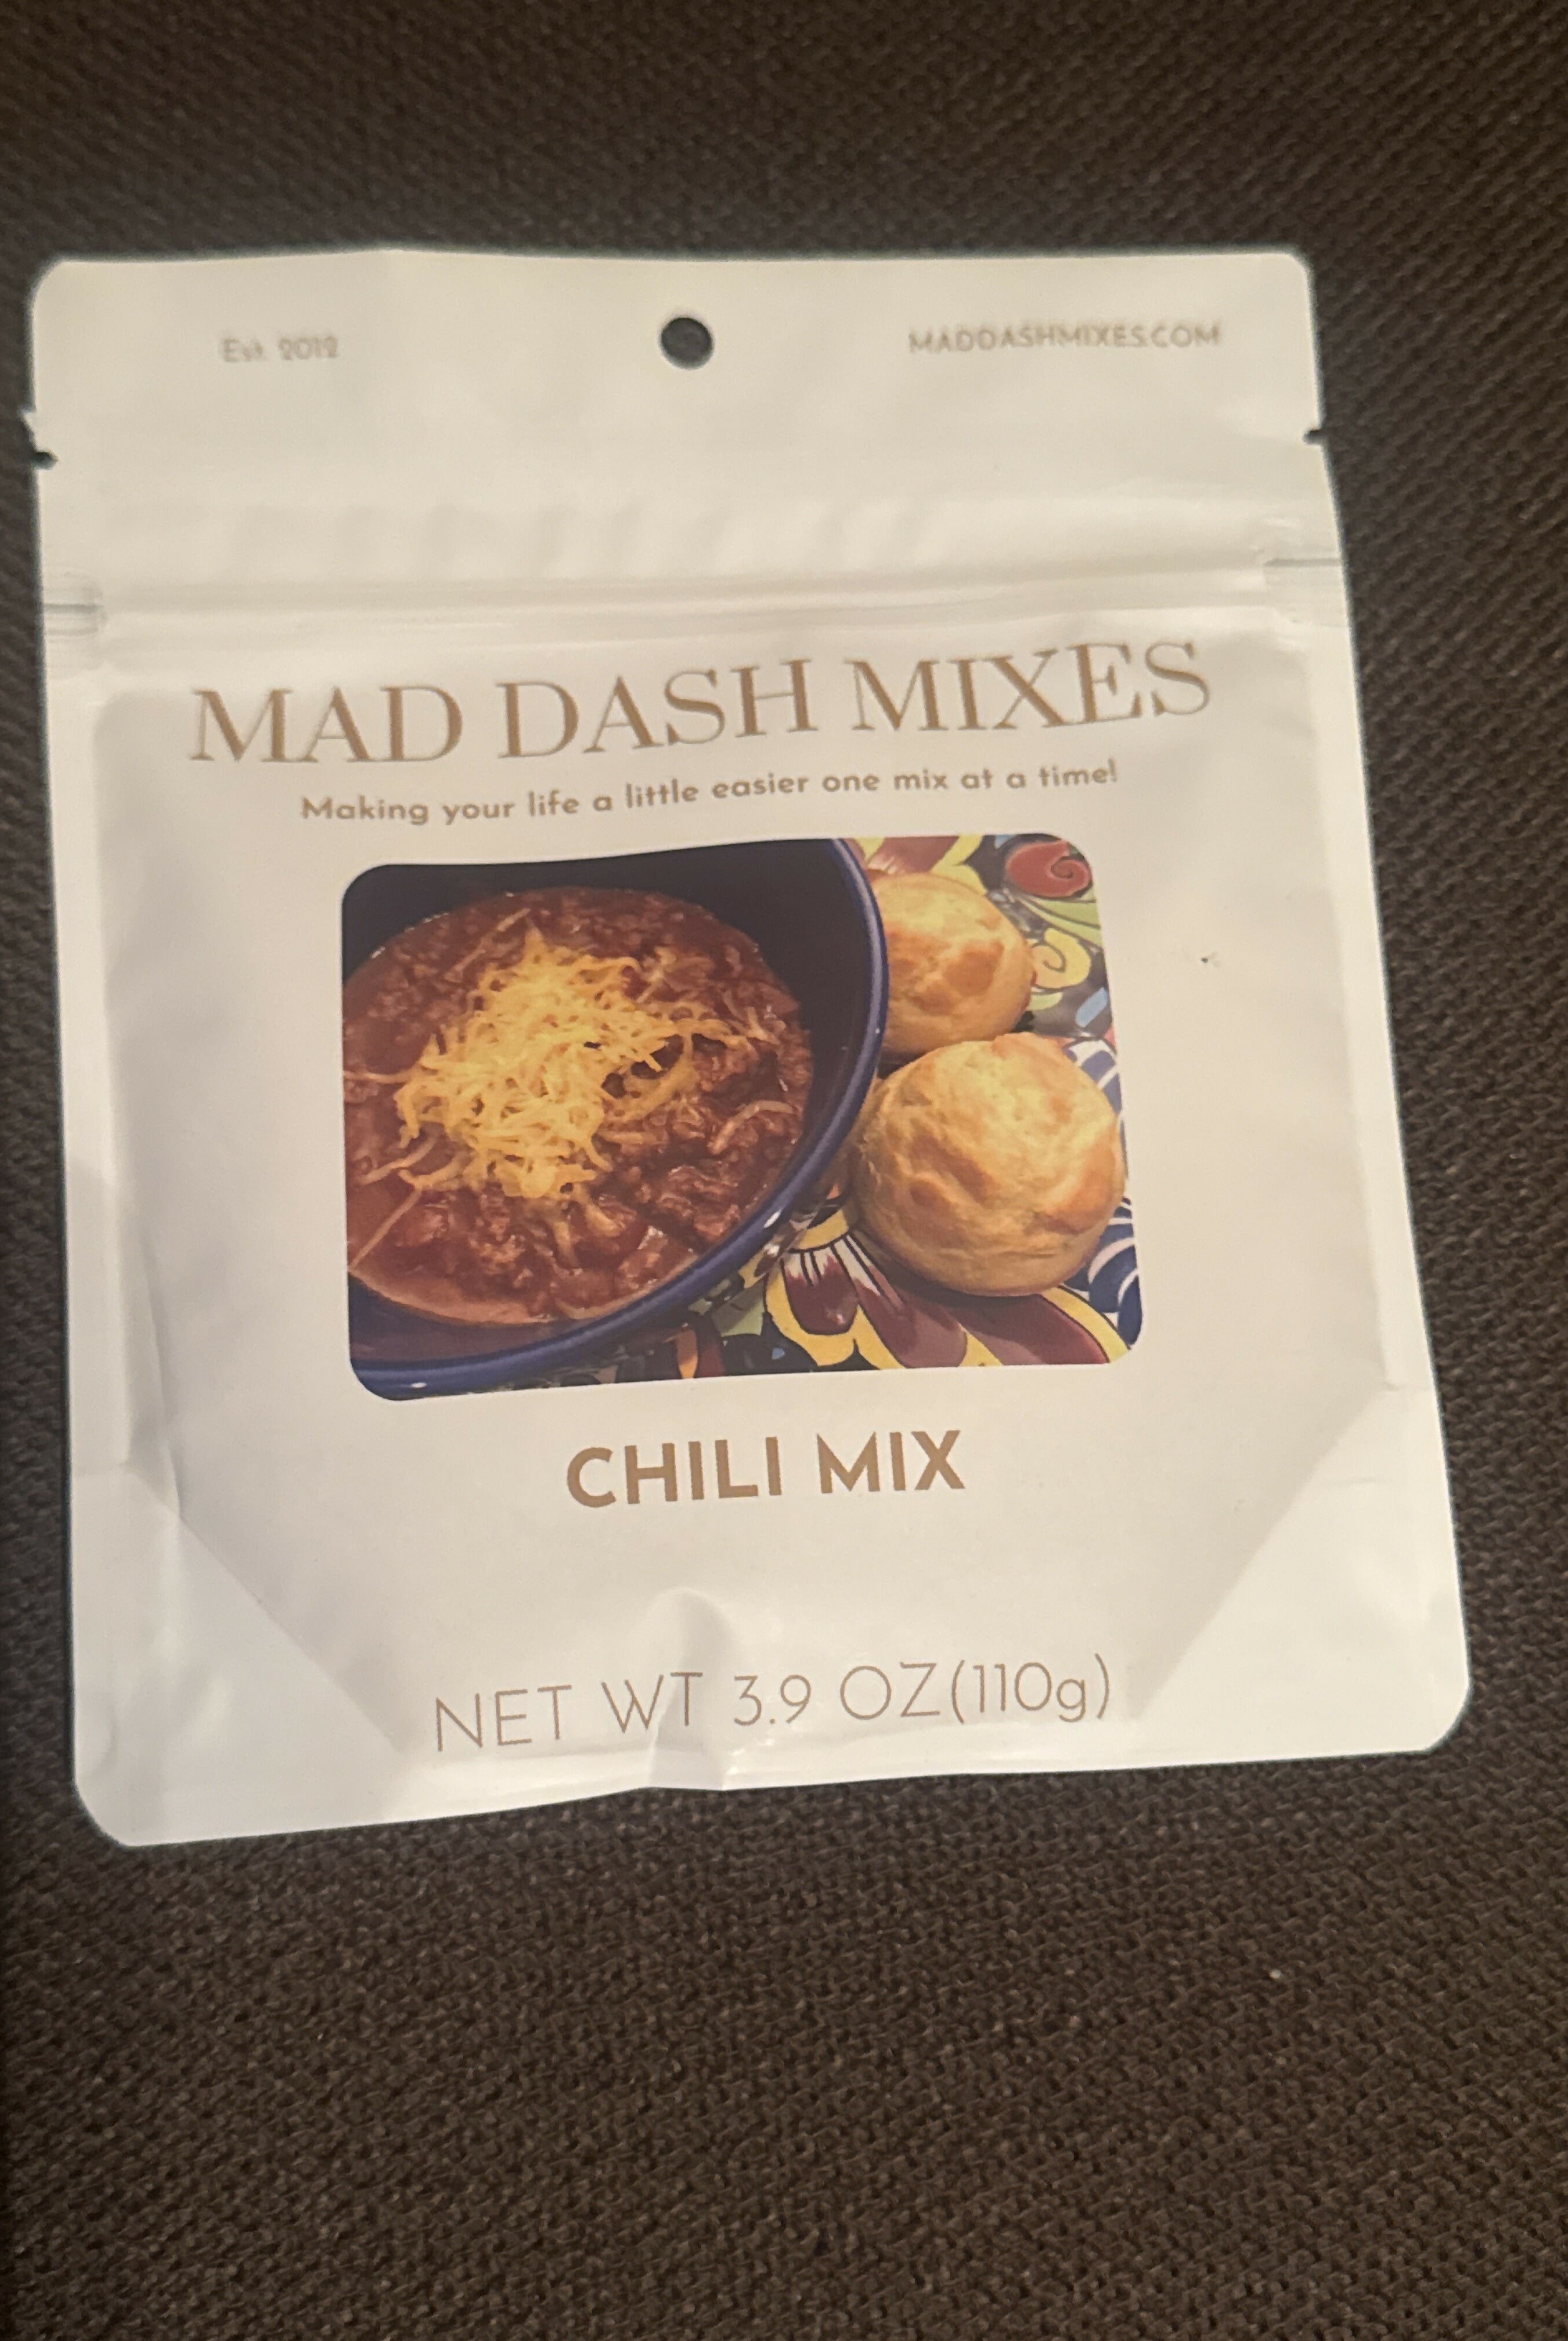 Est. 2012
MADDASHMIXES.COM
MAD DASH MIXES
Making your life a little easier one mix at a time!
CHILI MIX
NET WT 3.9 OZ(110g)